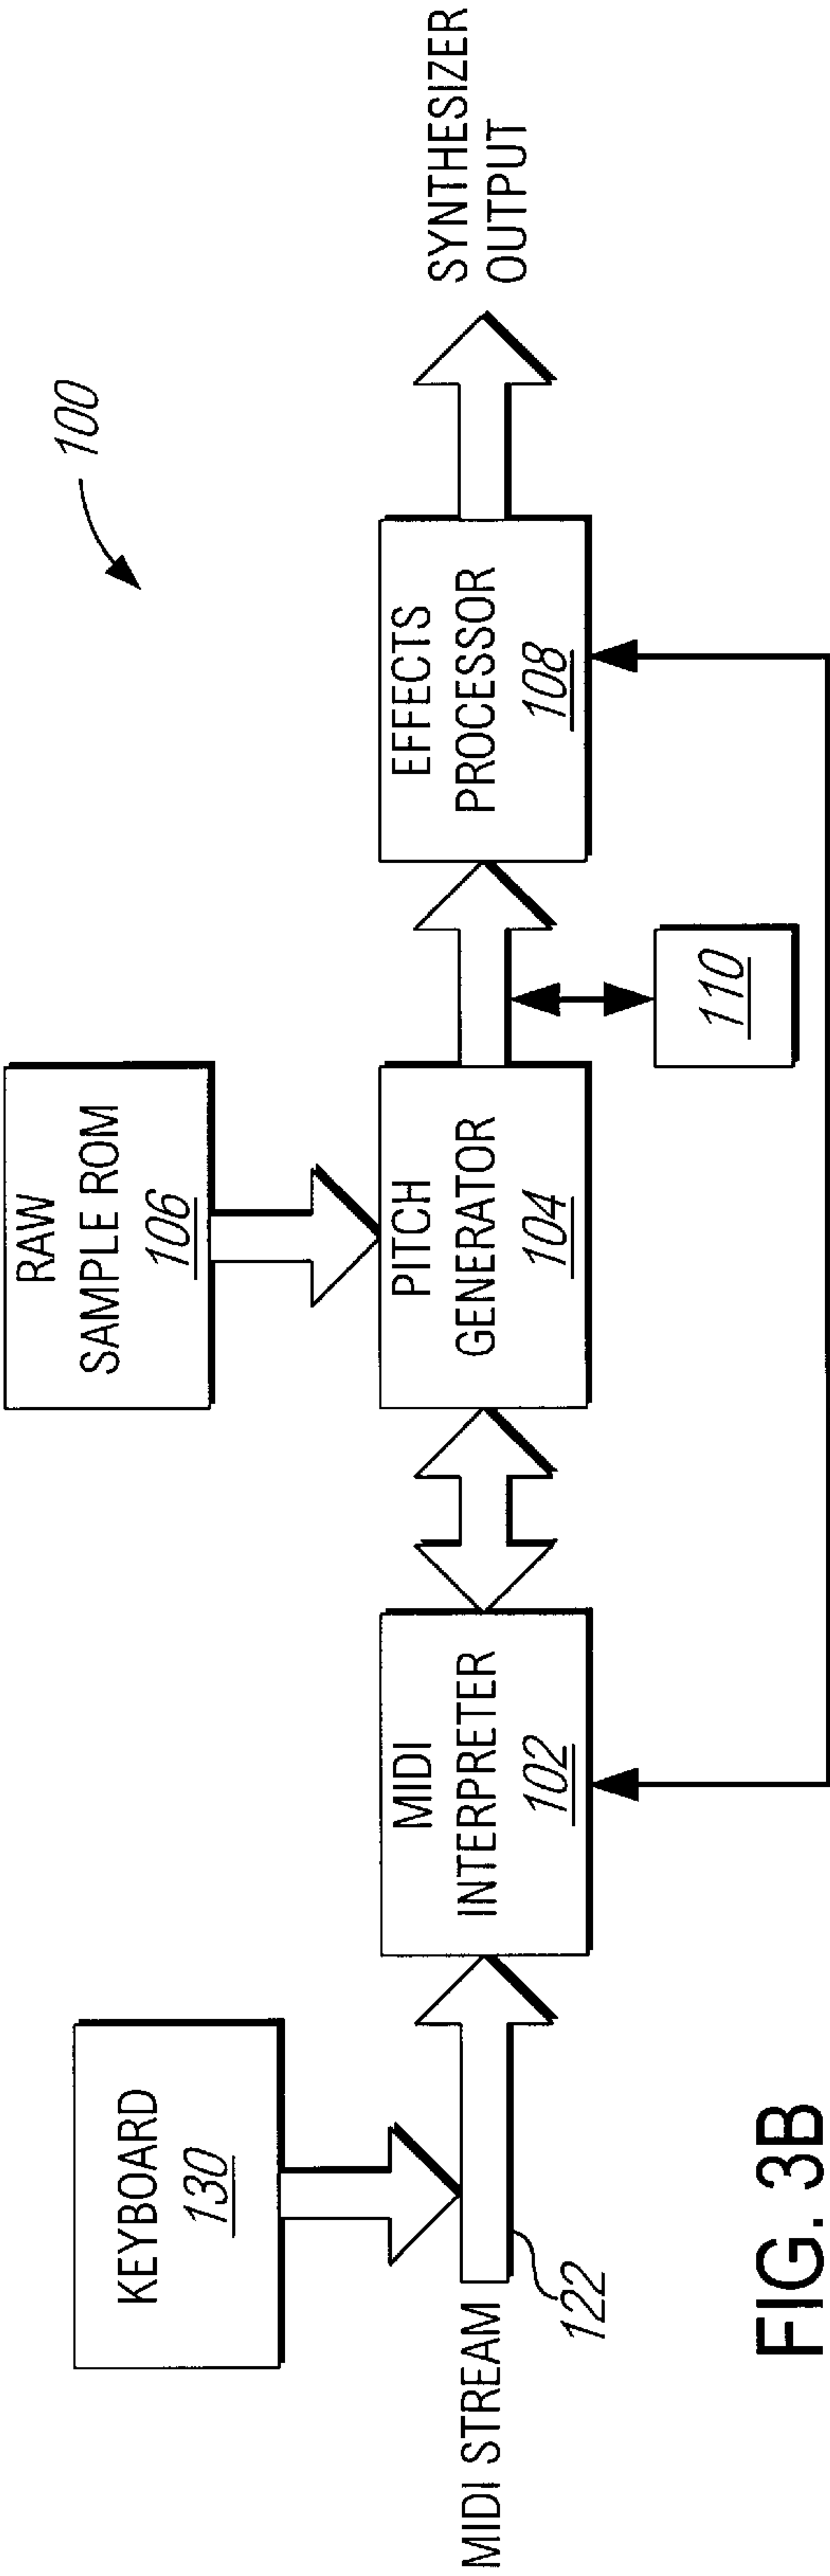 100
RAW
SAMPLE ROM
106
KEYBOARD
130
MIDI STREAM
122
MIDI
INTERPRETER
102
PITCH
GENERATOR
104
110
EFFECTS
PROCESSOR
108
SYNTHESIZER
OUTPUT
FIG. 3B